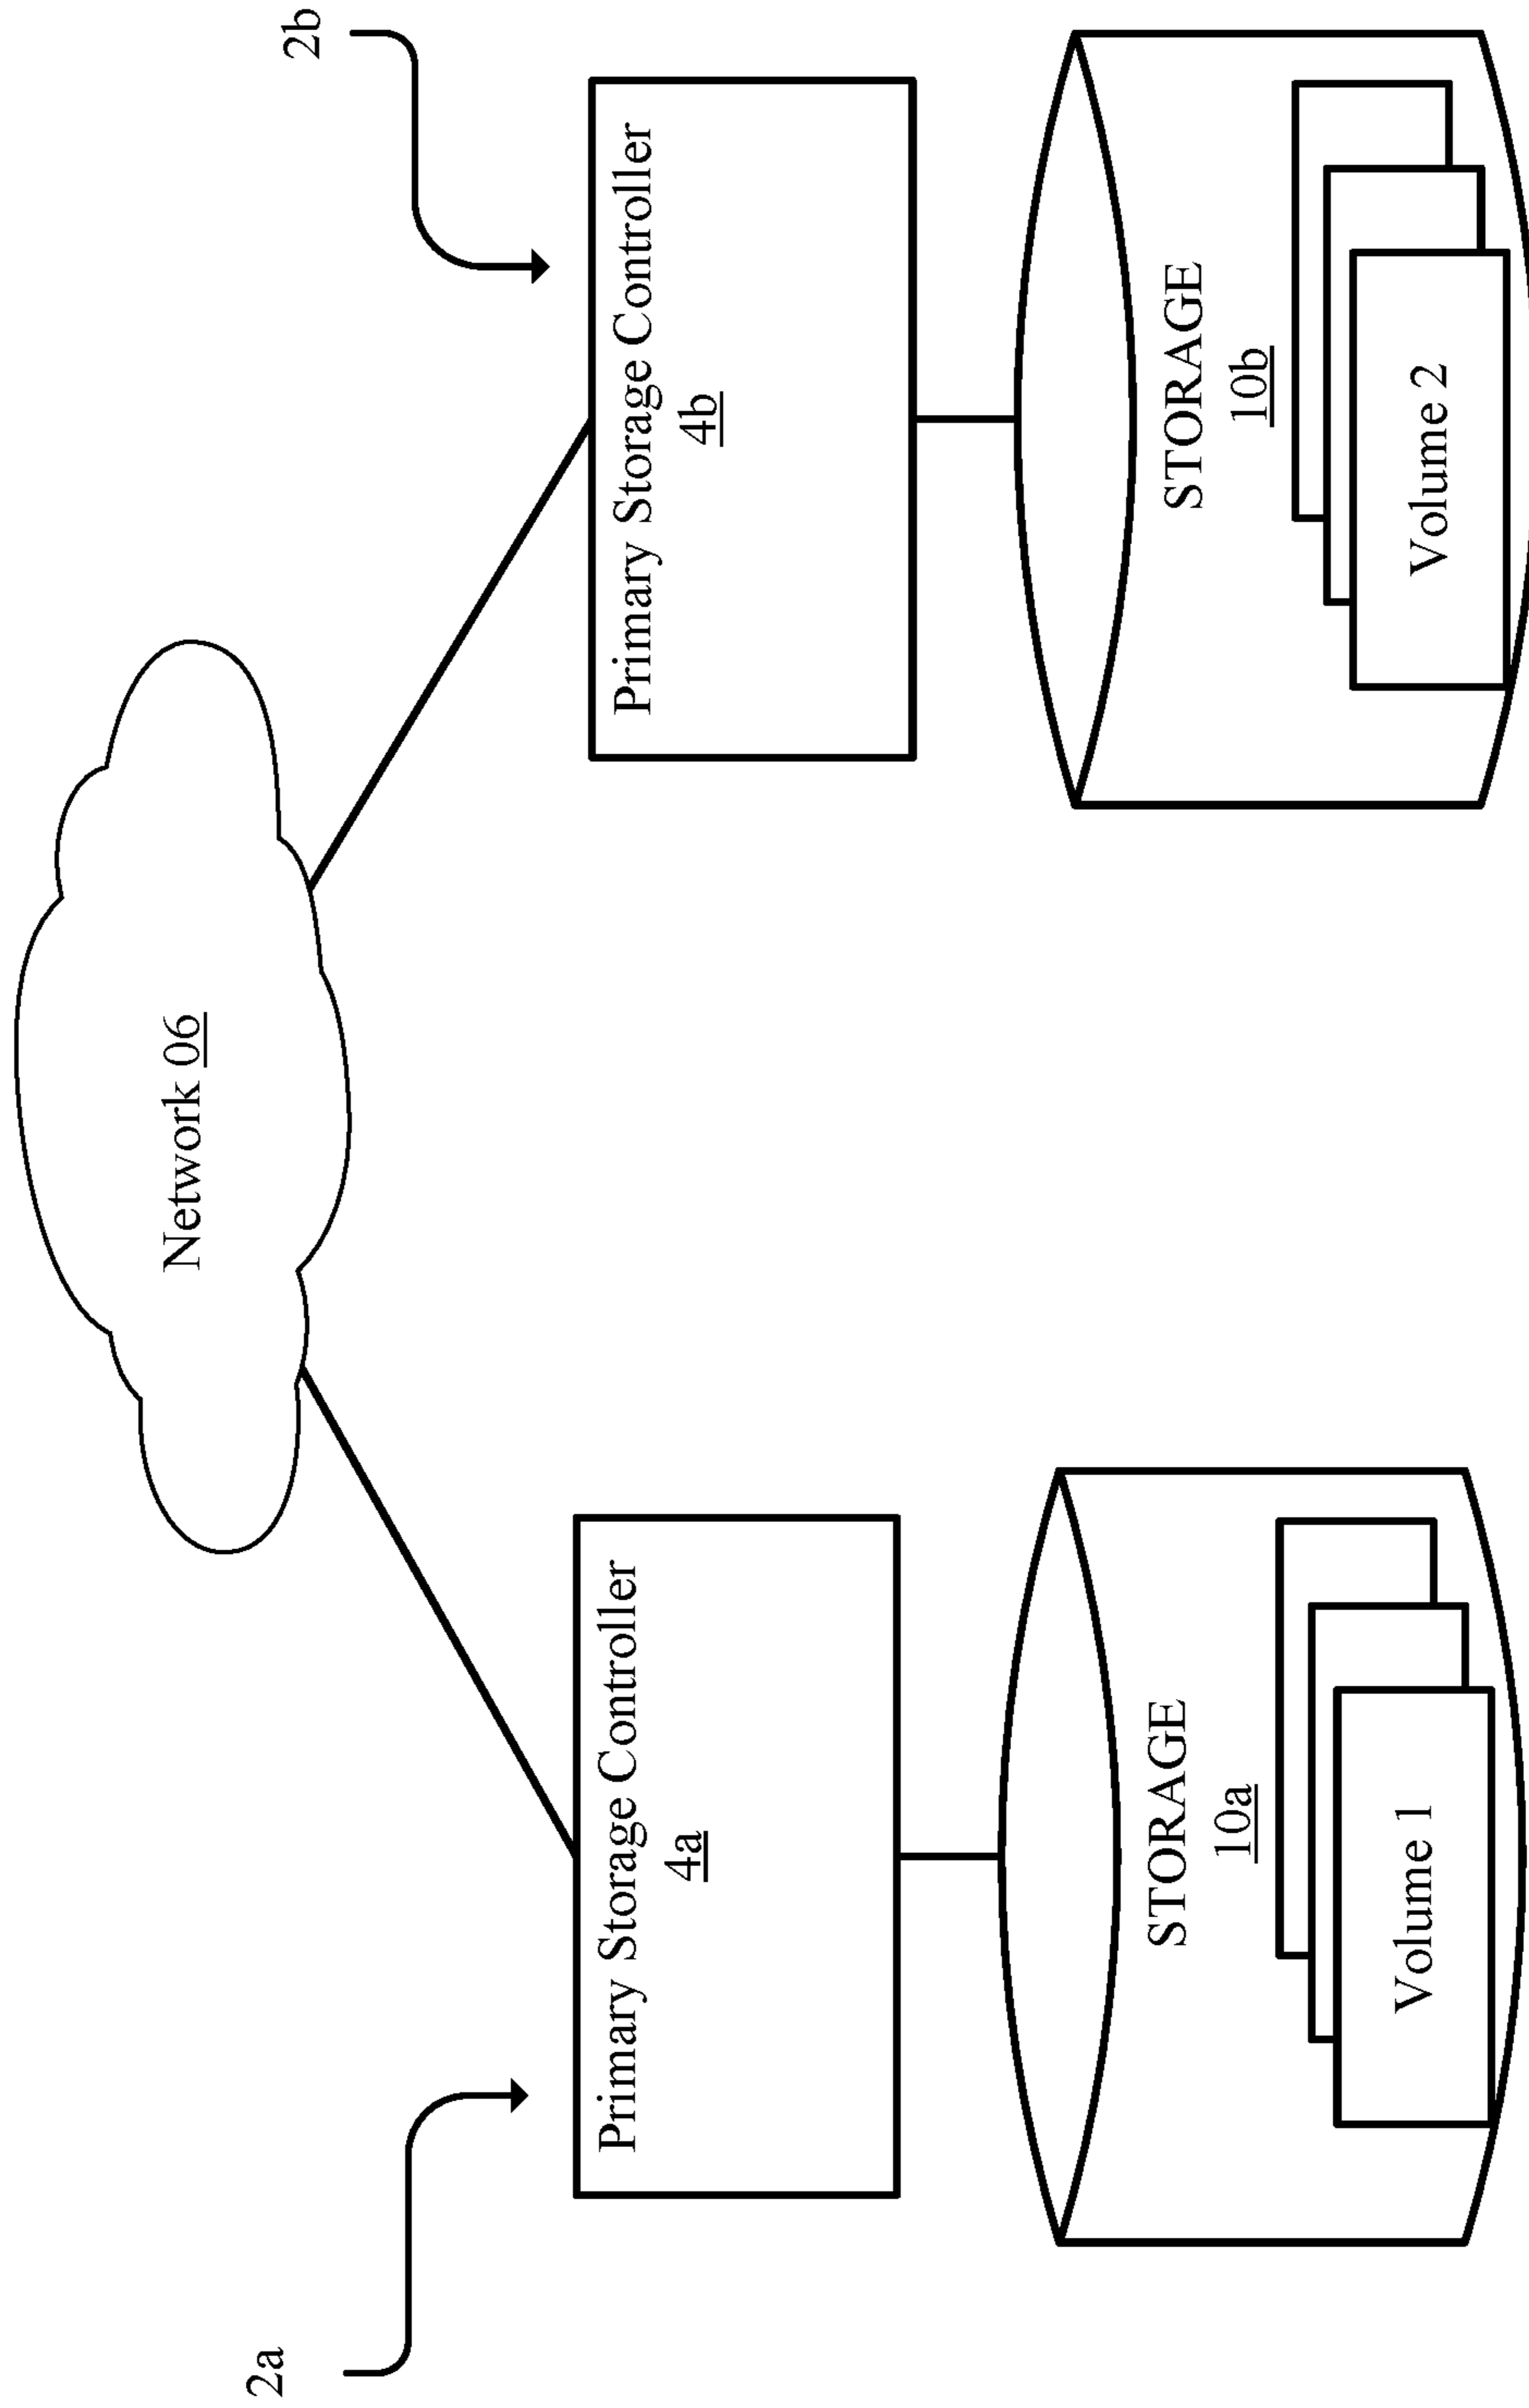 Network 06
2a
2b
Primary Storage Controller
4a
Primary Storage Controller
4b
STORAGE
10a
Volume 1
STORAGE
10b
Volume 2